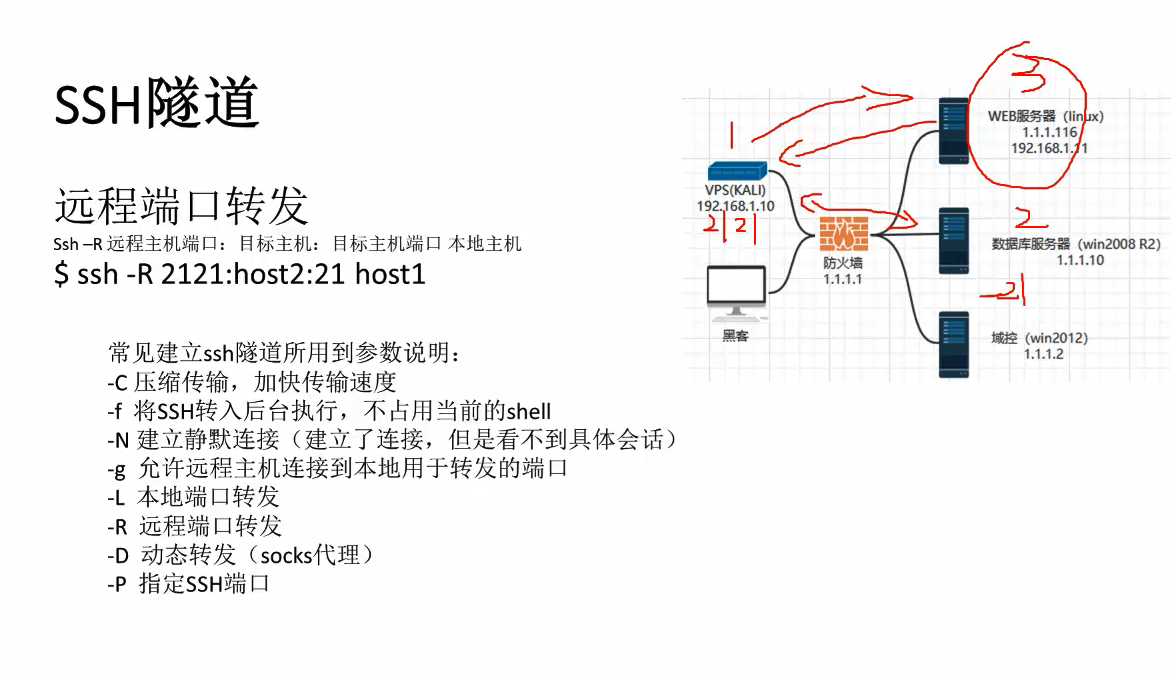 SSH隧道
远程端口转发
Ssh –R 远程主机端口：目标主机：目标主机端口 本地主机
$ ssh -R 2121:host2:21 host1
常见建立ssh隧道所用到参数说明：
-C 压缩传输，加快传输速度
-f 将SSH转入后台执行，不占用当前的shell
-N 建立静默连接（建立了连接，但是看不到具体会话）
-g 允许远程主机连接到本地用于转发的端口
-L 本地端口转发
-R 远程端口转发
-D 动态转发（socks代理）
-P 指定SSH端口
3
WEB服务器（linux）
1.1.1.116
192.168.1.11
1
VPS(KALI)
192.168.1.10
2121
防火墙
1.1.1.1
黑客
2
数据库服务器（win2008 R2）
1.1.1.10
21
域控（win2012）
1.1.1.2